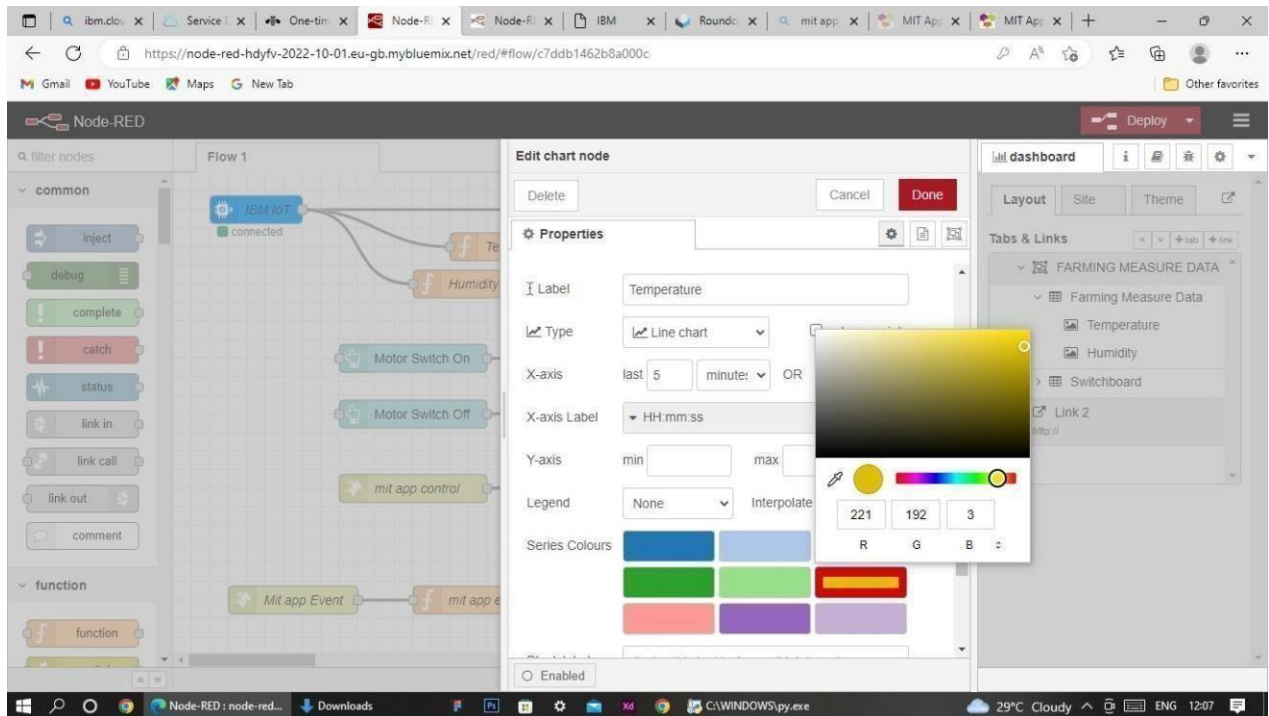 ibm.clou
Service
One-tim
Node-R
Node-R
IBM
Roundc
mit app
MIT App
MIT App
https://node-red-hdyfv-2022-10-01.eu-gb.mybluemix.net/red/#flow/c7ddb1462b8a000c
Gmail YouTube Maps New Tab Other favorites
Node-RED Deploy
filter nodes
common
inject
debug
complete
catch
status
link in
link call
link out
comment
function
function
Flow 1
IBM IoT
connected
Te
Humidity
Motor Switch On
Motor Switch Off
mit app control
Mit app Event
mit app e
Edit chart node
Delete Cancel Done
Properties
Label Temperature
Type Line chart
X-axis last 5 minutes OR
X-axis Label HH:mm:ss
Y-axis min max
Legend None Interpolate
Series Colours
221 192 3
R G B
Enabled
dashboard i
Layout Site Theme
Tabs & Links +tab +link
FARMING MEASURE DATA
Farming Measure Data
Temperature
Humidity
Switchboard
Link 2
http://
Node-RED : node-red... Downloads Ps Xd C:\WINDOWS\py.exe 29°C Cloudy ENG 12:07